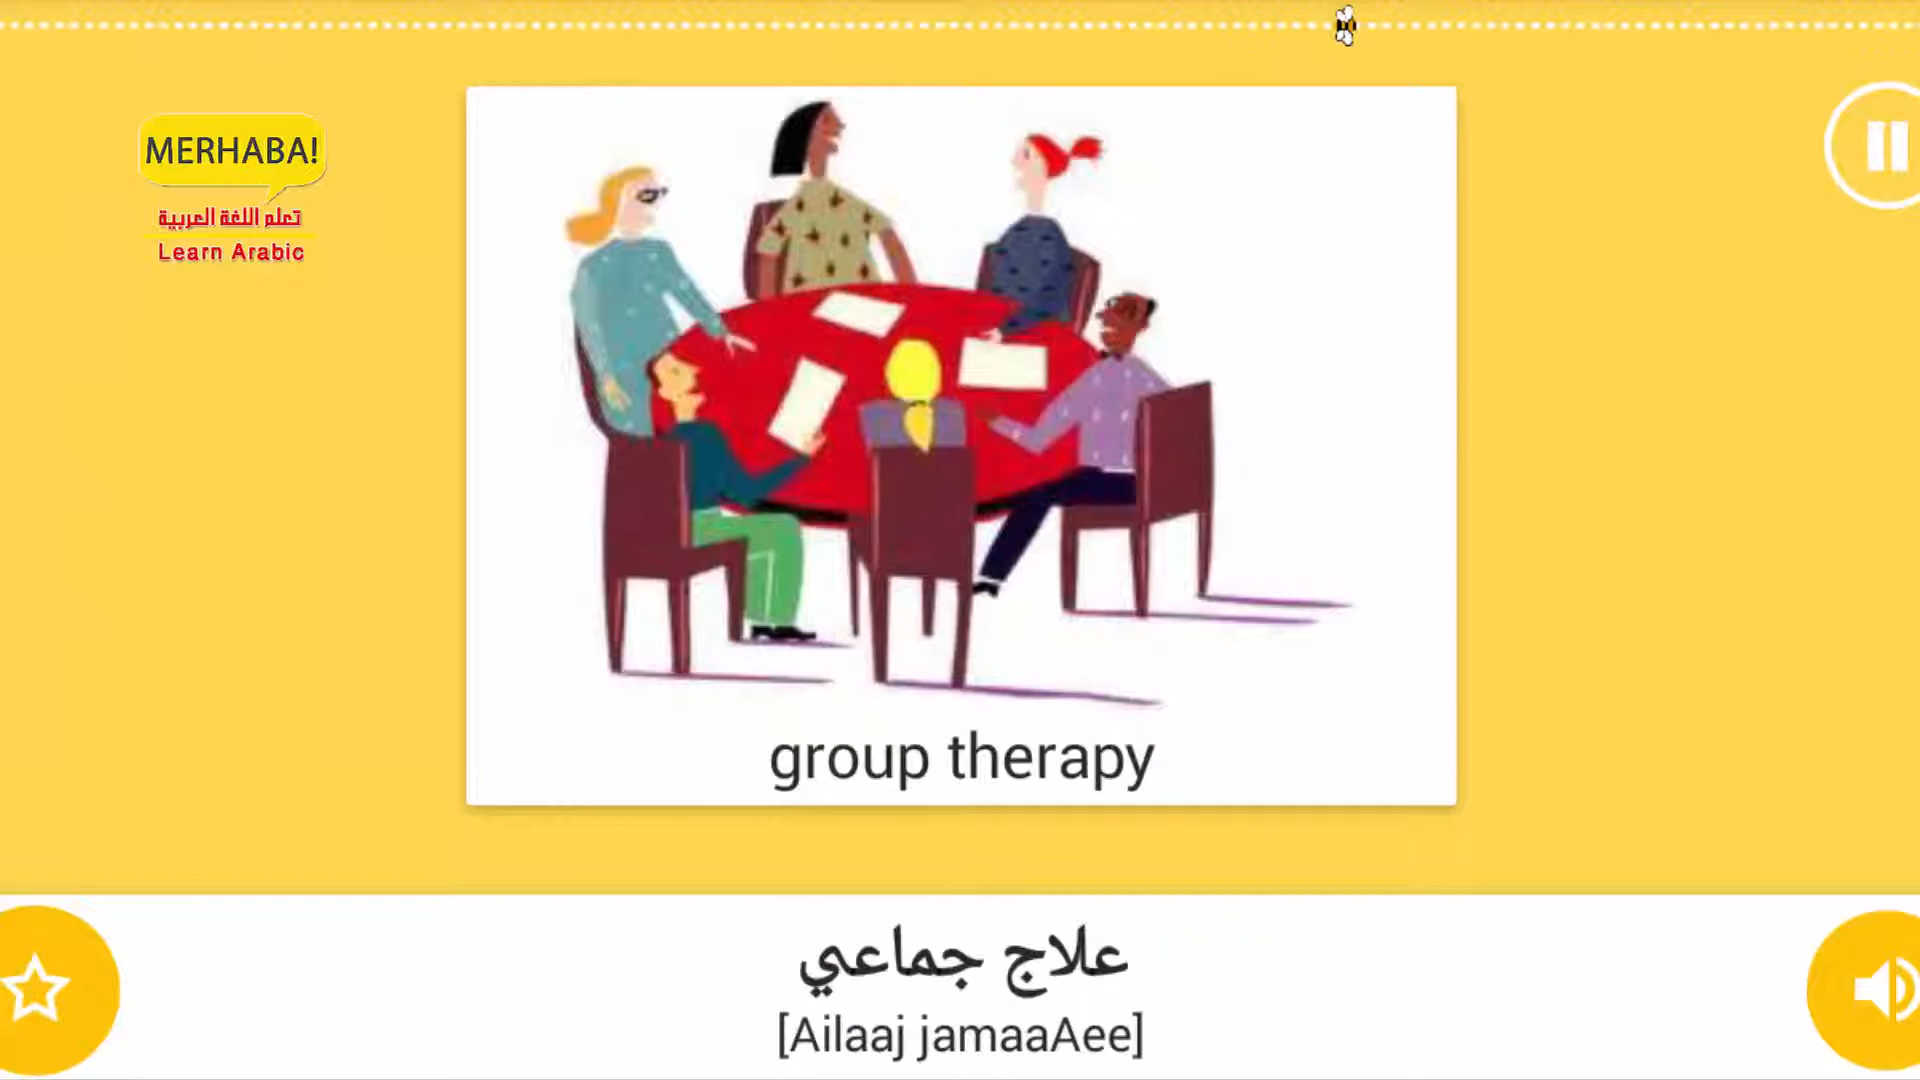 MERHABA!
تعلم اللغة العربية
Learn Arabic
group therapy
علاج جماعي
[Ailaaj jamaaAee]